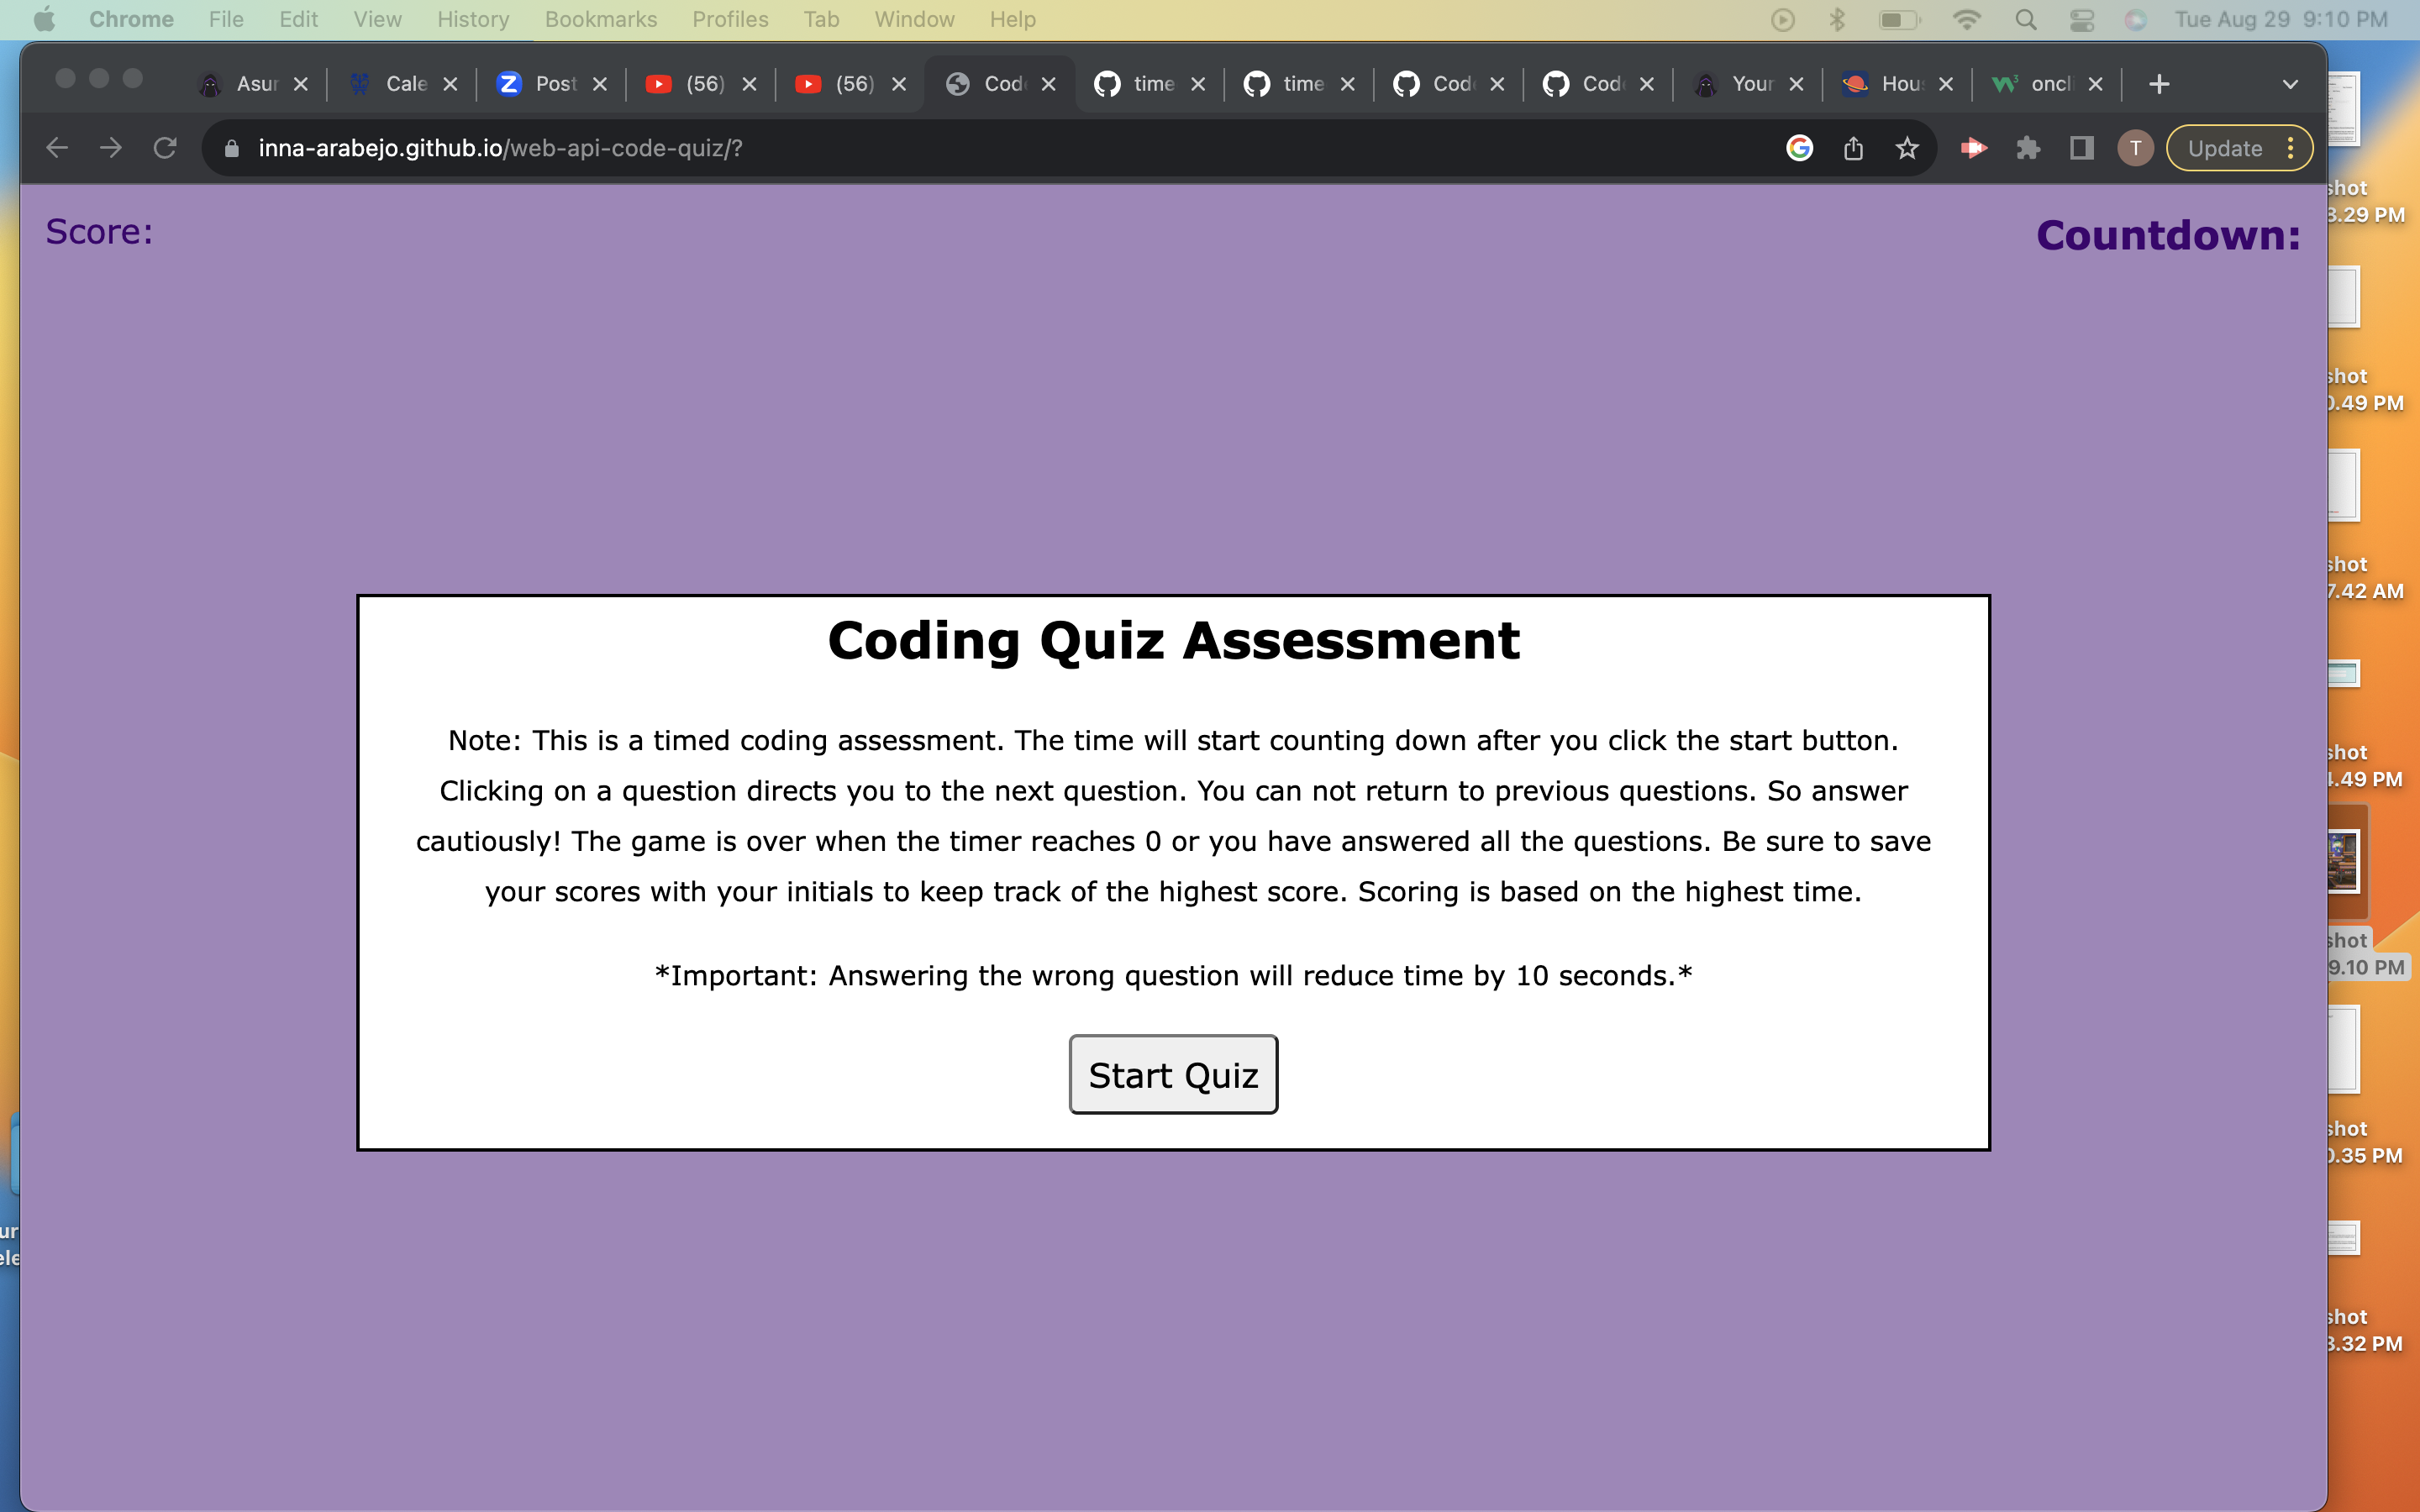 Chrome File Edit View History Bookmarks Profiles Tab Window Help Tue Aug 29 9:10 PM
Asur Cale Post (56) (56) Cod time time Cod Cod Your Hou oncli
inna-arabejo.github.io/web-api-code-quiz/? T Update
Score: Countdown:
Coding Quiz Assessment
Note: This is a timed coding assessment. The time will start counting down after you click the start button.
Clicking on a question directs you to the next question. You can not return to previous questions. So answer
cautiously! The game is over when the timer reaches 0 or you have answered all the questions. Be sure to save
your scores with your initials to keep track of the highest score. Scoring is based on the highest time.
*Important: Answering the wrong question will reduce time by 10 seconds.*
Start Quiz
shot
3.29 PM
shot
0.49 PM
shot
7.42 AM
shot
4.49 PM
shot
9.10 PM
shot
0.35 PM
shot
3.32 PM